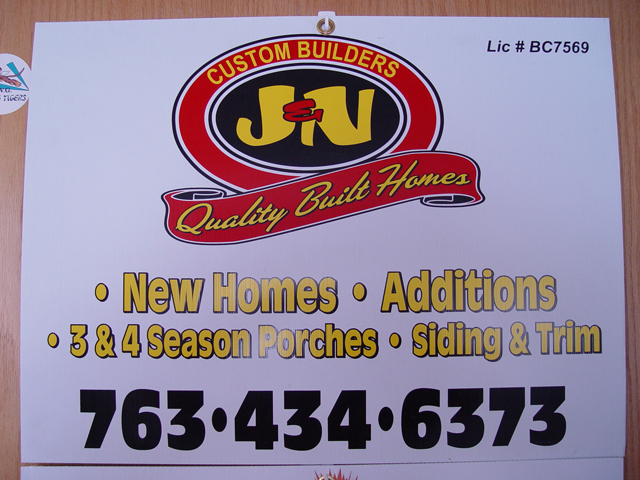 Lic # BC7569
CUSTOM BUILDERS
J&N
Quality Built Homes
• New Homes • Additions
• 3 & 4 Season Porches • Siding & Trim
763•434•6373
TIGERS